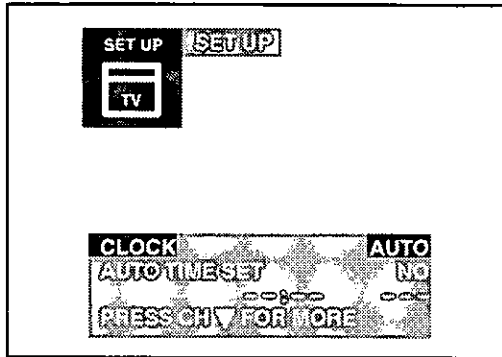 SET UP SET UP
TV
CLOCK AUTO
AUTO TIME SET NO
--:-- ---
PRESS CH▼ FOR MORE